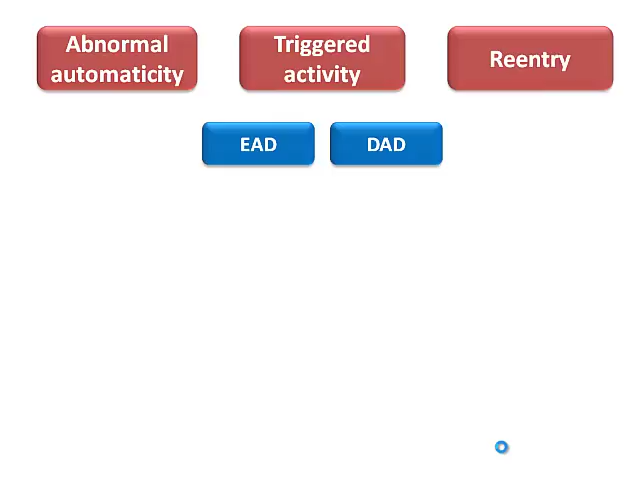 Abnormal
automaticity
Triggered
activity
Reentry
EAD
DAD